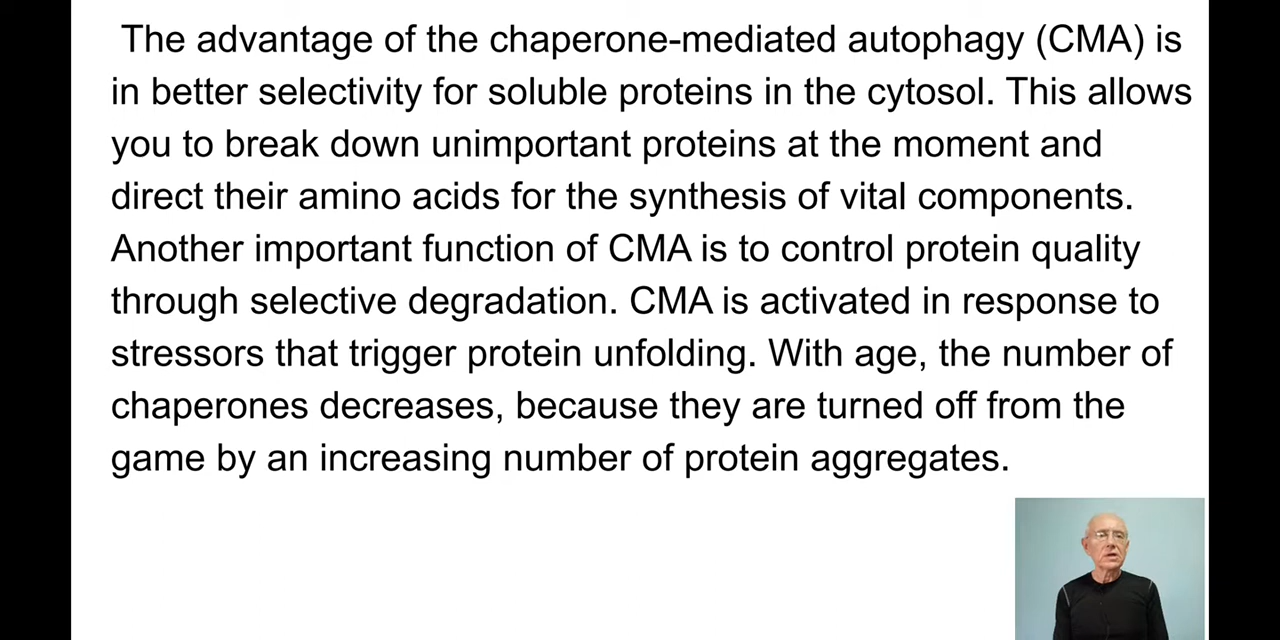 The advantage of the chaperone-mediated autophagy (CMA) is
in better selectivity for soluble proteins in the cytosol. This allows
you to break down unimportant proteins at the moment and
direct their amino acids for the synthesis of vital components.
Another important function of CMA is to control protein quality
through selective degradation. CMA is activated in response to
stressors that trigger protein unfolding. With age, the number of
chaperones decreases, because they are turned off from the
game by an increasing number of protein aggregates.